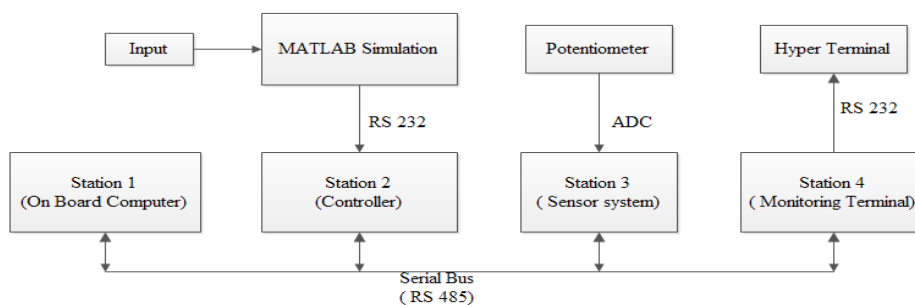 Input
MATLAB Simulation
Potentiometer
Hyper Terminal
RS 232
ADC
RS 232
Station 1
(On Board Computer)
Station 2
(Controller)
Station 3
( Sensor system)
Station 4
( Monitoring Terminal)
Serial Bus
( RS 485)